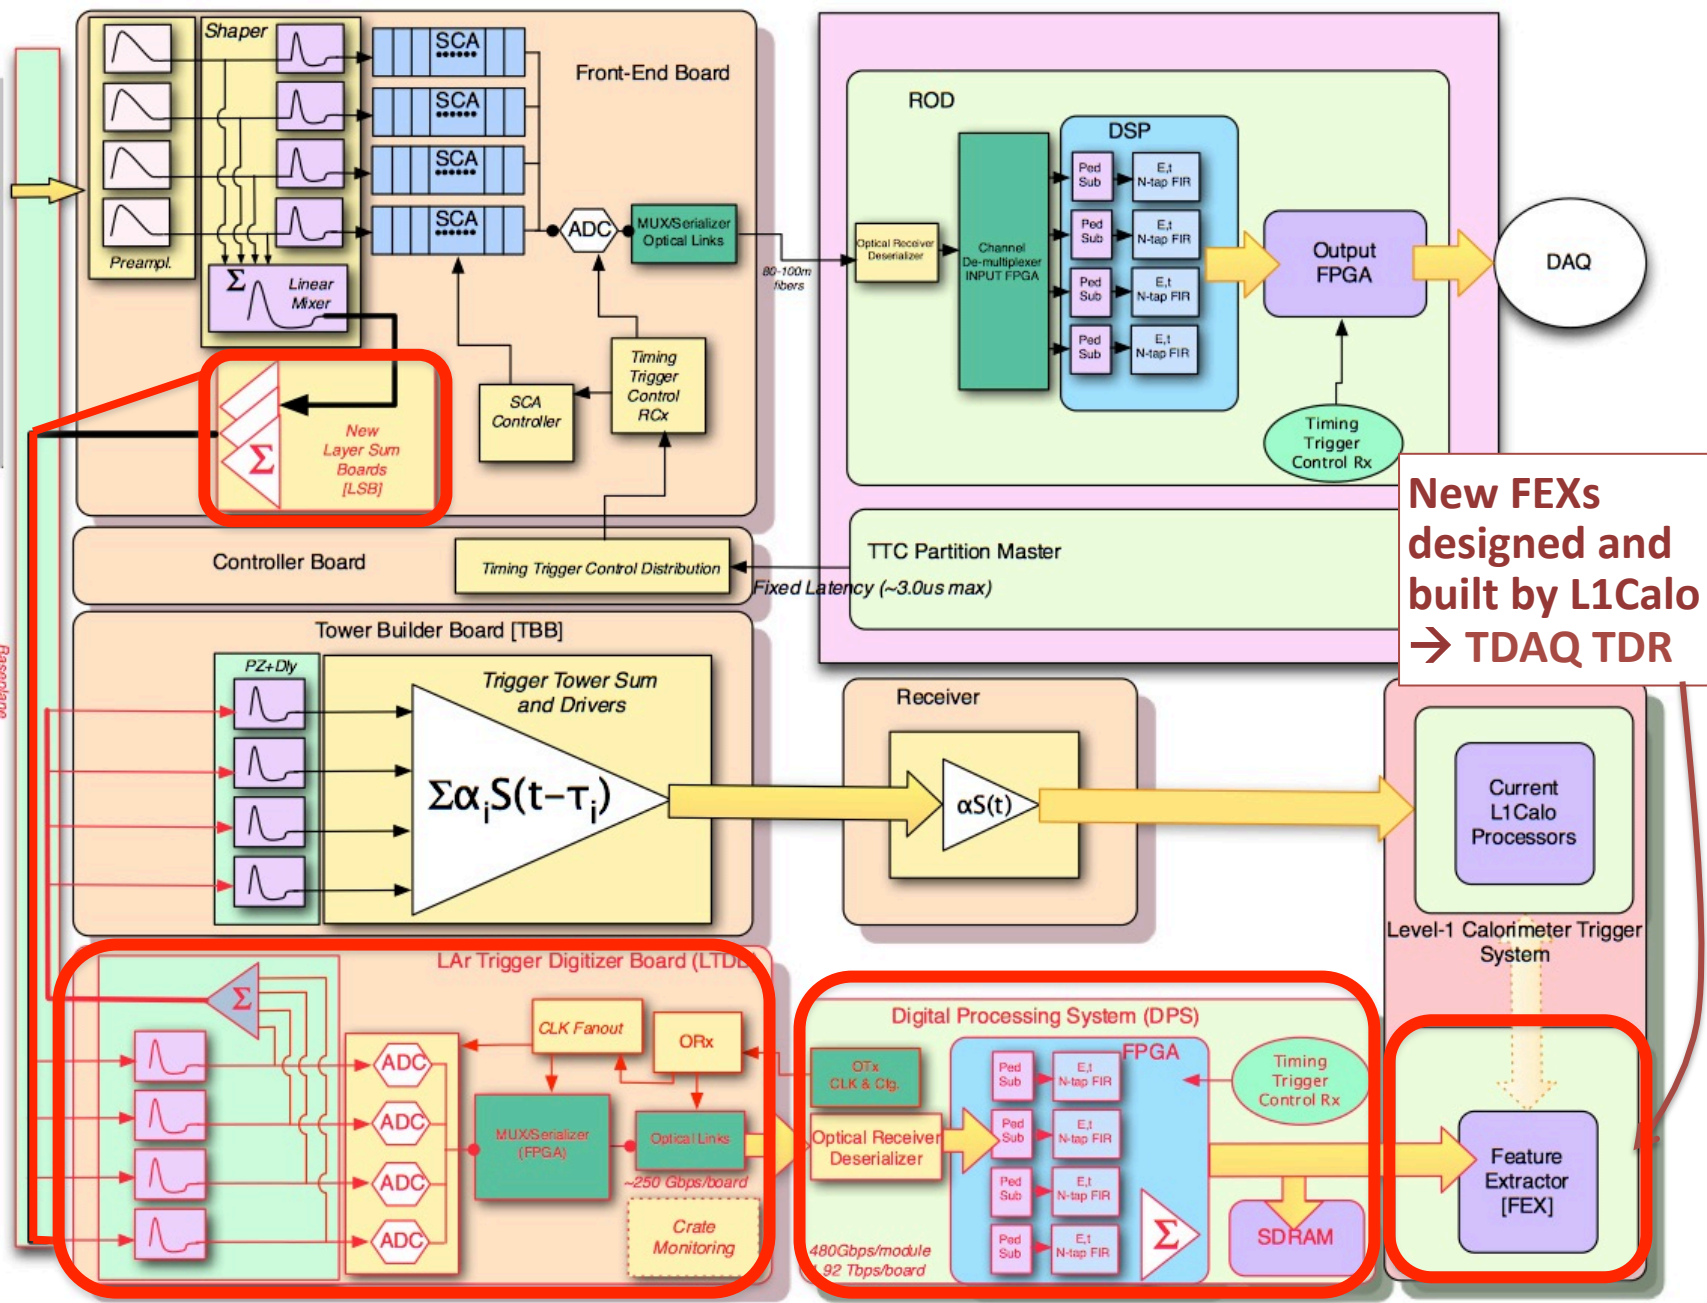 Shaper
Preampl.
Σ
Linear
Mixer
SCA
SCA
SCA
SCA
Front-End Board
ADC
MUX/Serializer
Optical Links
80-100m
fibers
New
Layer Sum
Boards
[LSB]
Σ
SCA
Controller
Timing
Trigger
Control
RCx
ROD
Optical Receiver
Deserializer
Channel
De-multiplexer
INPUT FPGA
DSP
Ped
Sub
E,t
N-tap FIR
Ped
Sub
E,t
N-tap FIR
Ped
Sub
E,t
N-tap FIR
Ped
Sub
E,t
N-tap FIR
Output
FPGA
DAQ
Timing
Trigger
Control Rx
New FEXs
designed and
built by L1Calo
→ TDAQ TDR
Controller Board
Timing Trigger Control Distribution
TTC Partition Master
Fixed Latency (~3.0us max)
Baseplane
Tower Builder Board [TBB]
PZ+Dly
Trigger Tower Sum
and Drivers
ΣαᵢS(t−τᵢ)
Receiver
αS(t)
Current
L1Calo
Processors
Level-1 Calorimeter Trigger
System
LAr Trigger Digitizer Board
Σ
ADC
ADC
ADC
ADC
CLK Fanout
ORx
MUX/Serializer
(FPGA)
Optical Links
~250 Gbps/board
Crate
Monitoring
Digital Processing System (DPS)
OTx
CLK & Cfg.
Optical Receiver
Deserializer
480Gbps/module
92 Tbps/board
FPGA
Ped
Sub
E,t
N-tap FIR
Ped
Sub
E,t
N-tap FIR
Ped
Sub
E,t
N-tap FIR
Ped
Sub
E,t
N-tap FIR
Σ
Timing
Trigger
Control Rx
SDRAM
Feature
Extractor
[FEX]